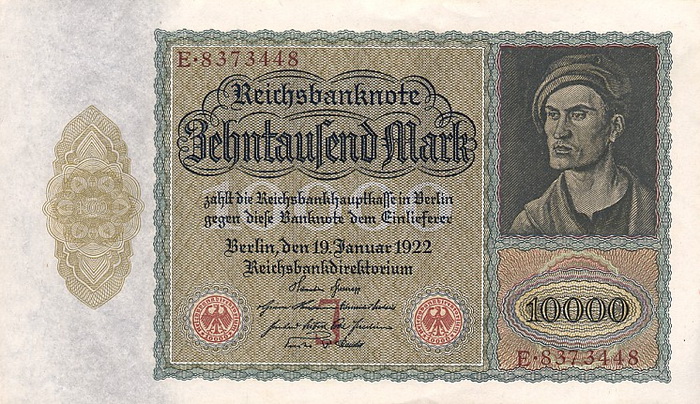 E·8373448
Reichsbanknote
Zehntausend Mark
zahlt die Reichsbankhauptkasse in Berlin
gegen diese Banknote dem Einlieferer
Berlin, den 19. Januar 1922
Reichsbankdirektorium
J
10000
E·8373448